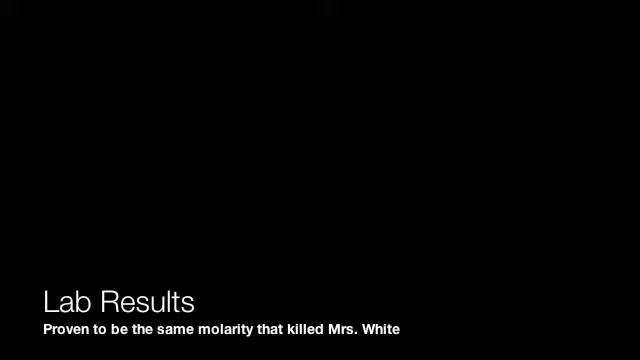 Lab Results
Proven to be the same molarity that killed Mrs. White